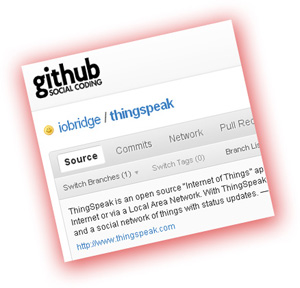 github
SOCIAL CODING
iobridge / thingspeak
Source Commits Network Pull Rec
Switch Branches (1) Switch Tags (0) Branch Lis
ThingSpeak is an open source "Internet of Things" ap
Internet or via a Local Area Network. With ThingSpeak
and a social network of things with status updates. —
http://www.thingspeak.com